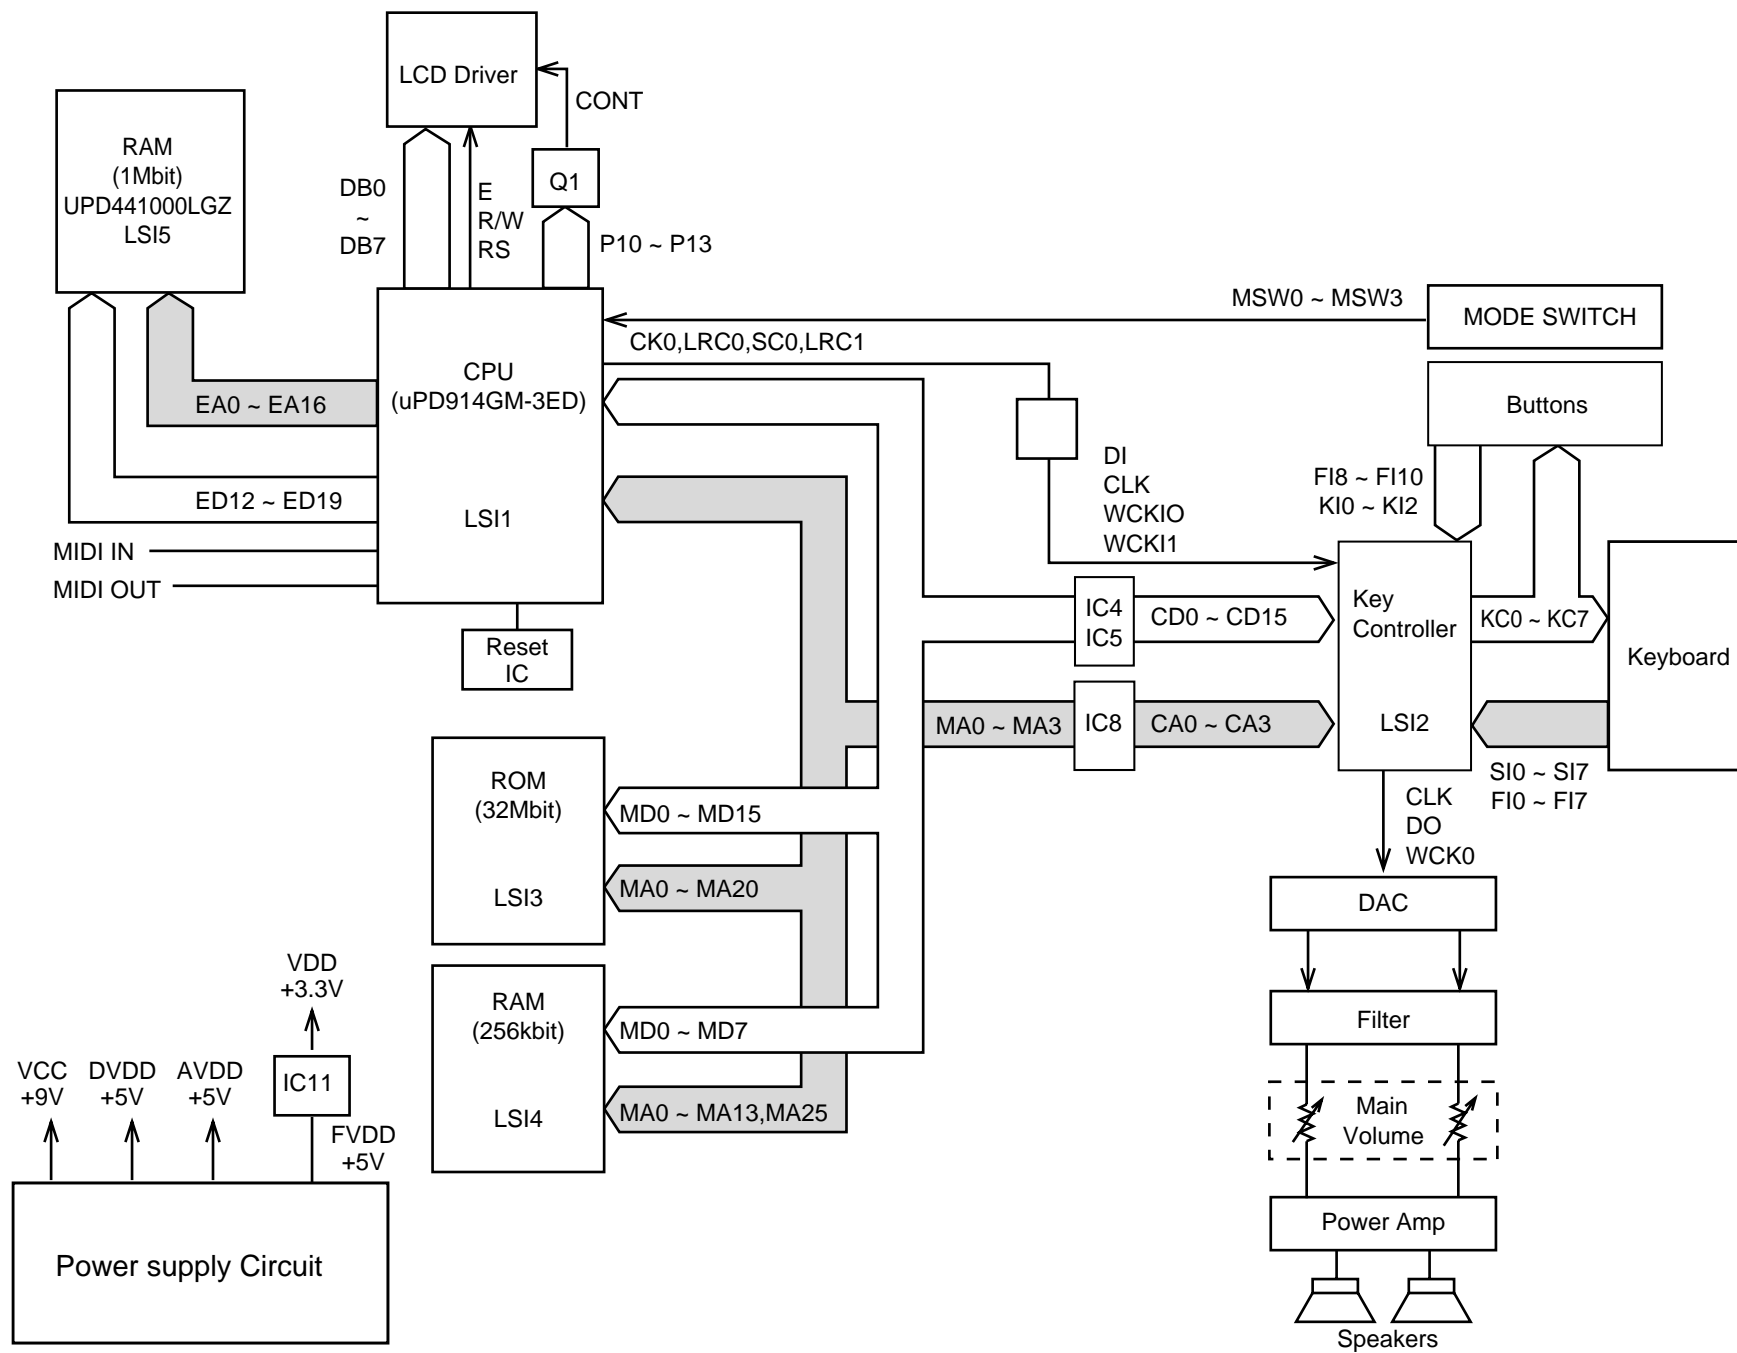 LCD Driver
CONT
RAM
(1Mbit)
UPD441000LGZ
LSI5
DB0
~
DB7
E
R/W
RS
Q1
P10 ~ P13
MSW0 ~ MSW3
MODE SWITCH
CK0,LRC0,SC0,LRC1
CPU
(uPD914GM-3ED)
LSI1
EA0 ~ EA16
ED12 ~ ED19
MIDI IN
MIDI OUT
Reset
IC
Buttons
DI
CLK
WCKIO
WCKI1
FI8 ~ FI10
KI0 ~ KI2
IC4
IC5
CD0 ~ CD15
Key
Controller
LSI2
KC0 ~ KC7
Keyboard
MA0 ~ MA3
IC8
CA0 ~ CA3
SI0 ~ SI7
FI0 ~ FI7
ROM
(32Mbit)
LSI3
MD0 ~ MD15
MA0 ~ MA20
CLK
DO
WCK0
DAC
RAM
(256kbit)
LSI4
MD0 ~ MD7
MA0 ~ MA13,MA25
Filter
Main
Volume
Power Amp
Speakers
VDD
+3.3V
VCC
+9V
DVDD
+5V
AVDD
+5V
IC11
FVDD
+5V
Power supply Circuit